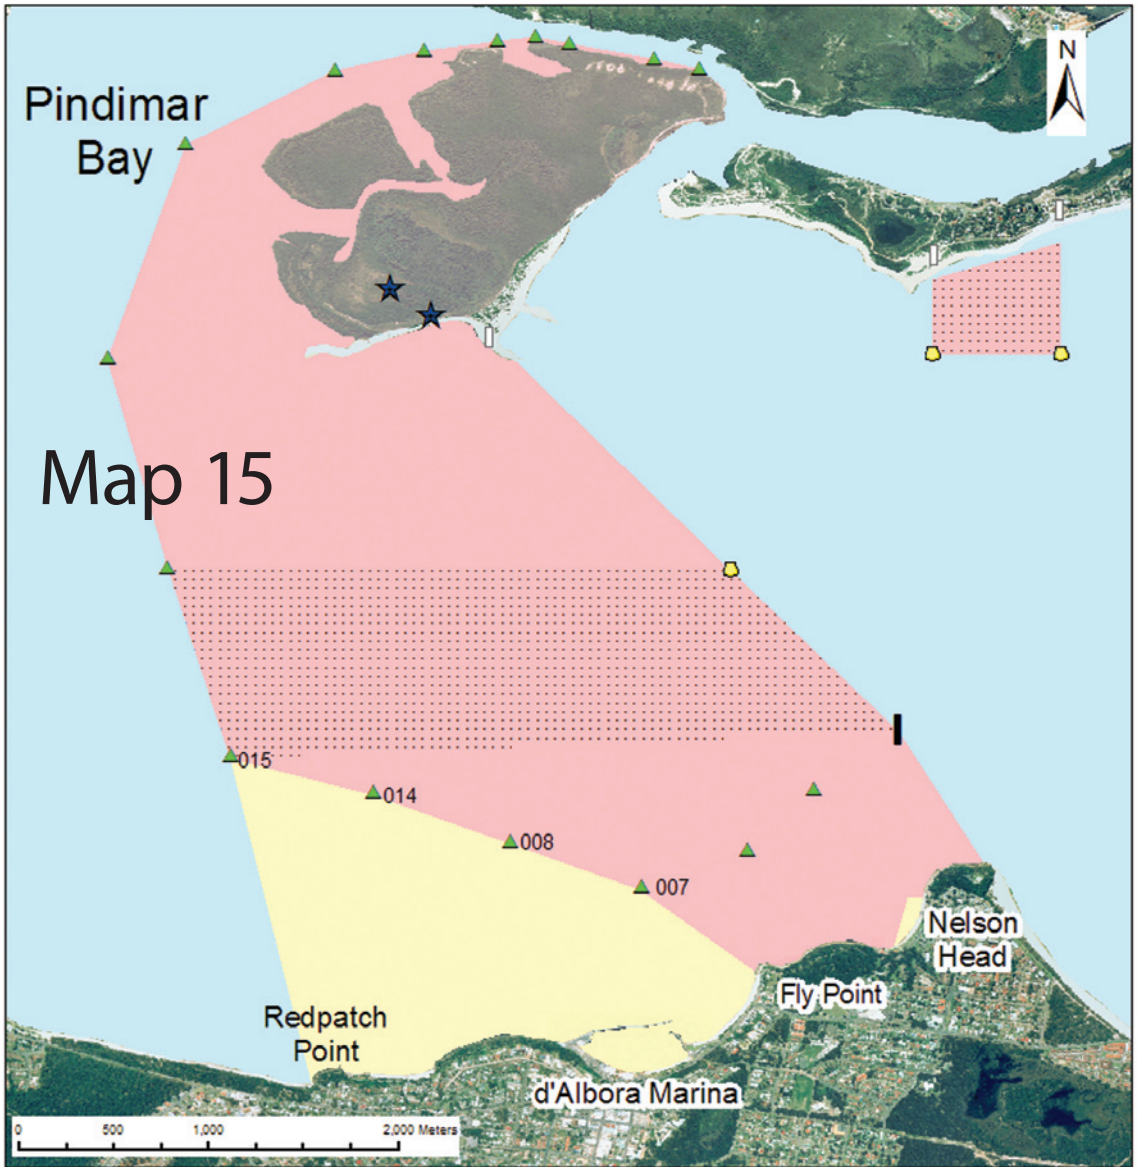 N
Pindimar
Bay
Map 15
015
014
008
007
Nelson
Head
Fly Point
Redpatch
Point
d'Albora Marina
0 500 1,000 2,000 Meters